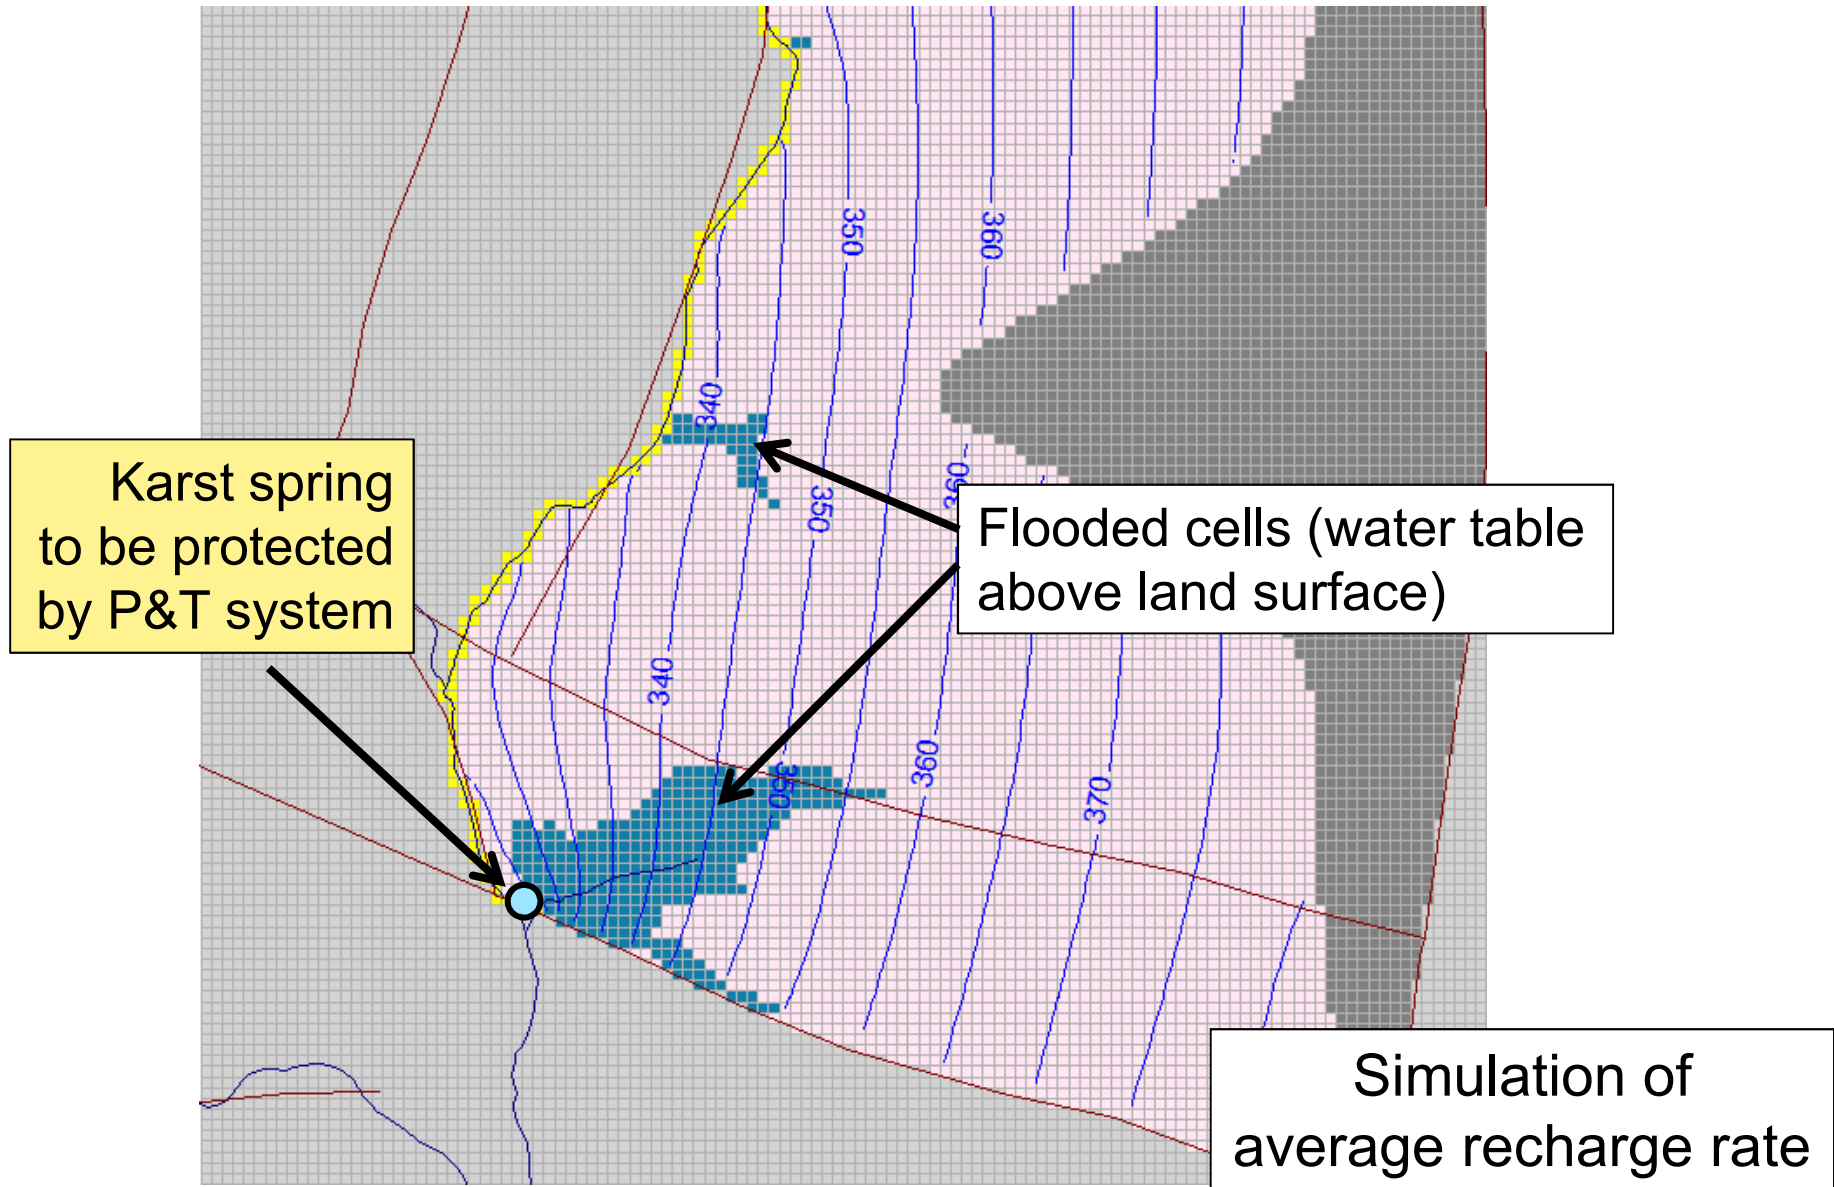 350
360
340
Karst spring
to be protected
by P&T system
360
350
Flooded cells (water table
above land surface)
340
360
350
370
Simulation of
average recharge rate